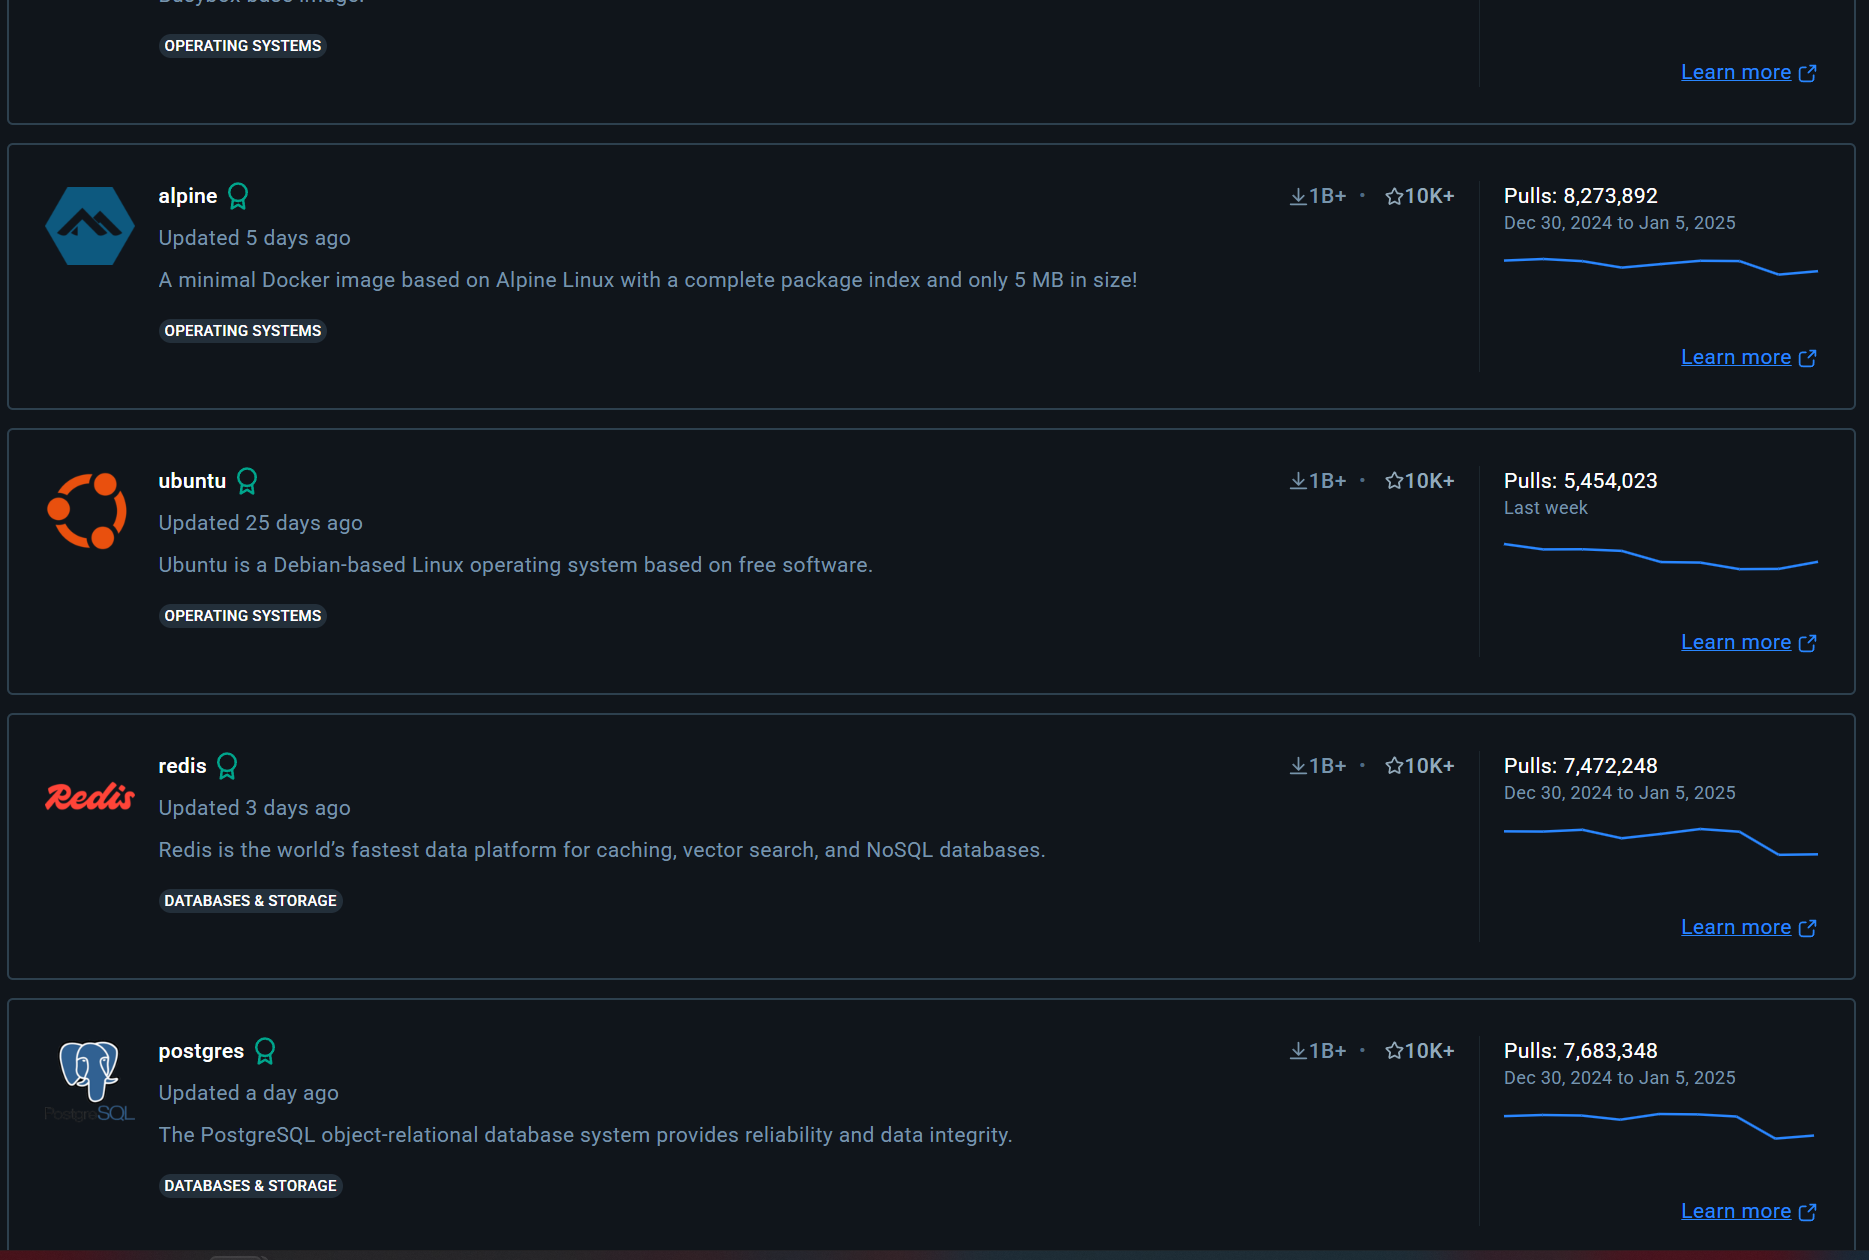 Busybox base image.
OPERATING SYSTEMS
Learn more
alpine
1B+ • 10K+
Pulls: 8,273,892
Updated 5 days ago
Dec 30, 2024 to Jan 5, 2025
A minimal Docker image based on Alpine Linux with a complete package index and only 5 MB in size!
OPERATING SYSTEMS
Learn more
ubuntu
1B+ • 10K+
Pulls: 5,454,023
Updated 25 days ago
Last week
Ubuntu is a Debian-based Linux operating system based on free software.
OPERATING SYSTEMS
Learn more
Redis
redis
1B+ • 10K+
Pulls: 7,472,248
Updated 3 days ago
Dec 30, 2024 to Jan 5, 2025
Redis is the world’s fastest data platform for caching, vector search, and NoSQL databases.
DATABASES & STORAGE
Learn more
PostgreSQL
postgres
1B+ • 10K+
Pulls: 7,683,348
Updated a day ago
Dec 30, 2024 to Jan 5, 2025
The PostgreSQL object-relational database system provides reliability and data integrity.
DATABASES & STORAGE
Learn more